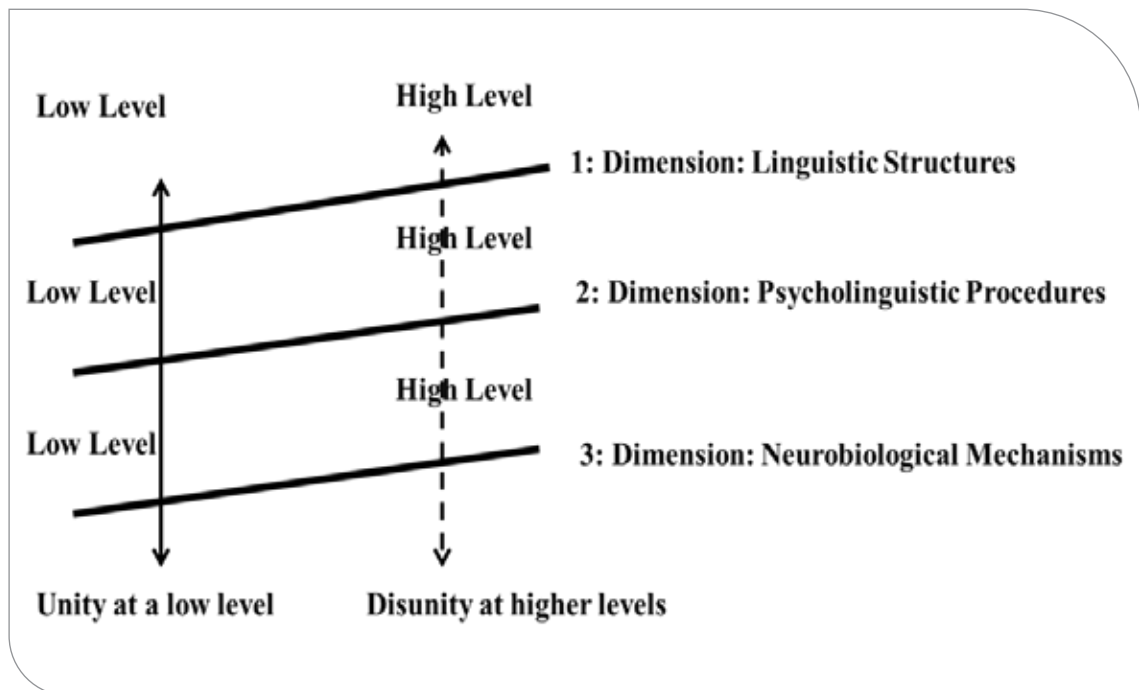 Low Level
High Level
1: Dimension: Linguistic Structures
High Level
Low Level
2: Dimension: Psycholinguistic Procedures
High Level
Low Level
3: Dimension: Neurobiological Mechanisms
Unity at a low level
Disunity at higher levels